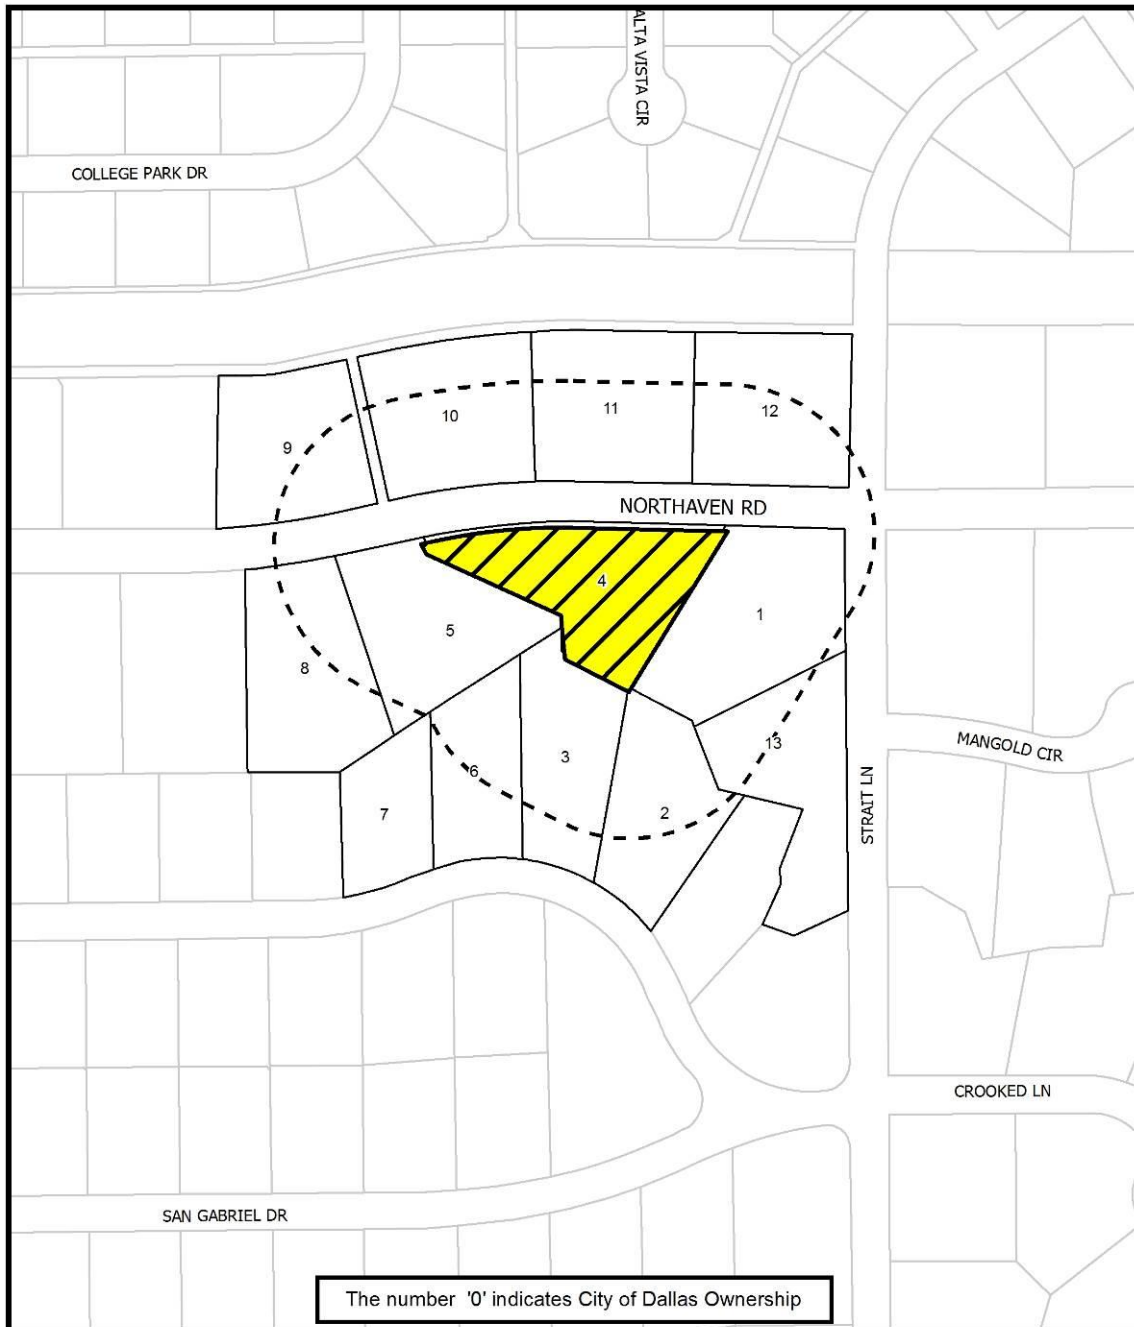 ALTA VISTA CIR
COLLEGE PARK DR
10
11
12
9
NORTHAVEN RD
4
1
5
8
13
MANGOLD CIR
3
6
STRAIT LN
7
2
CROOKED LN
SAN GABRIEL DR
The number '0' indicates City of Dallas Ownership